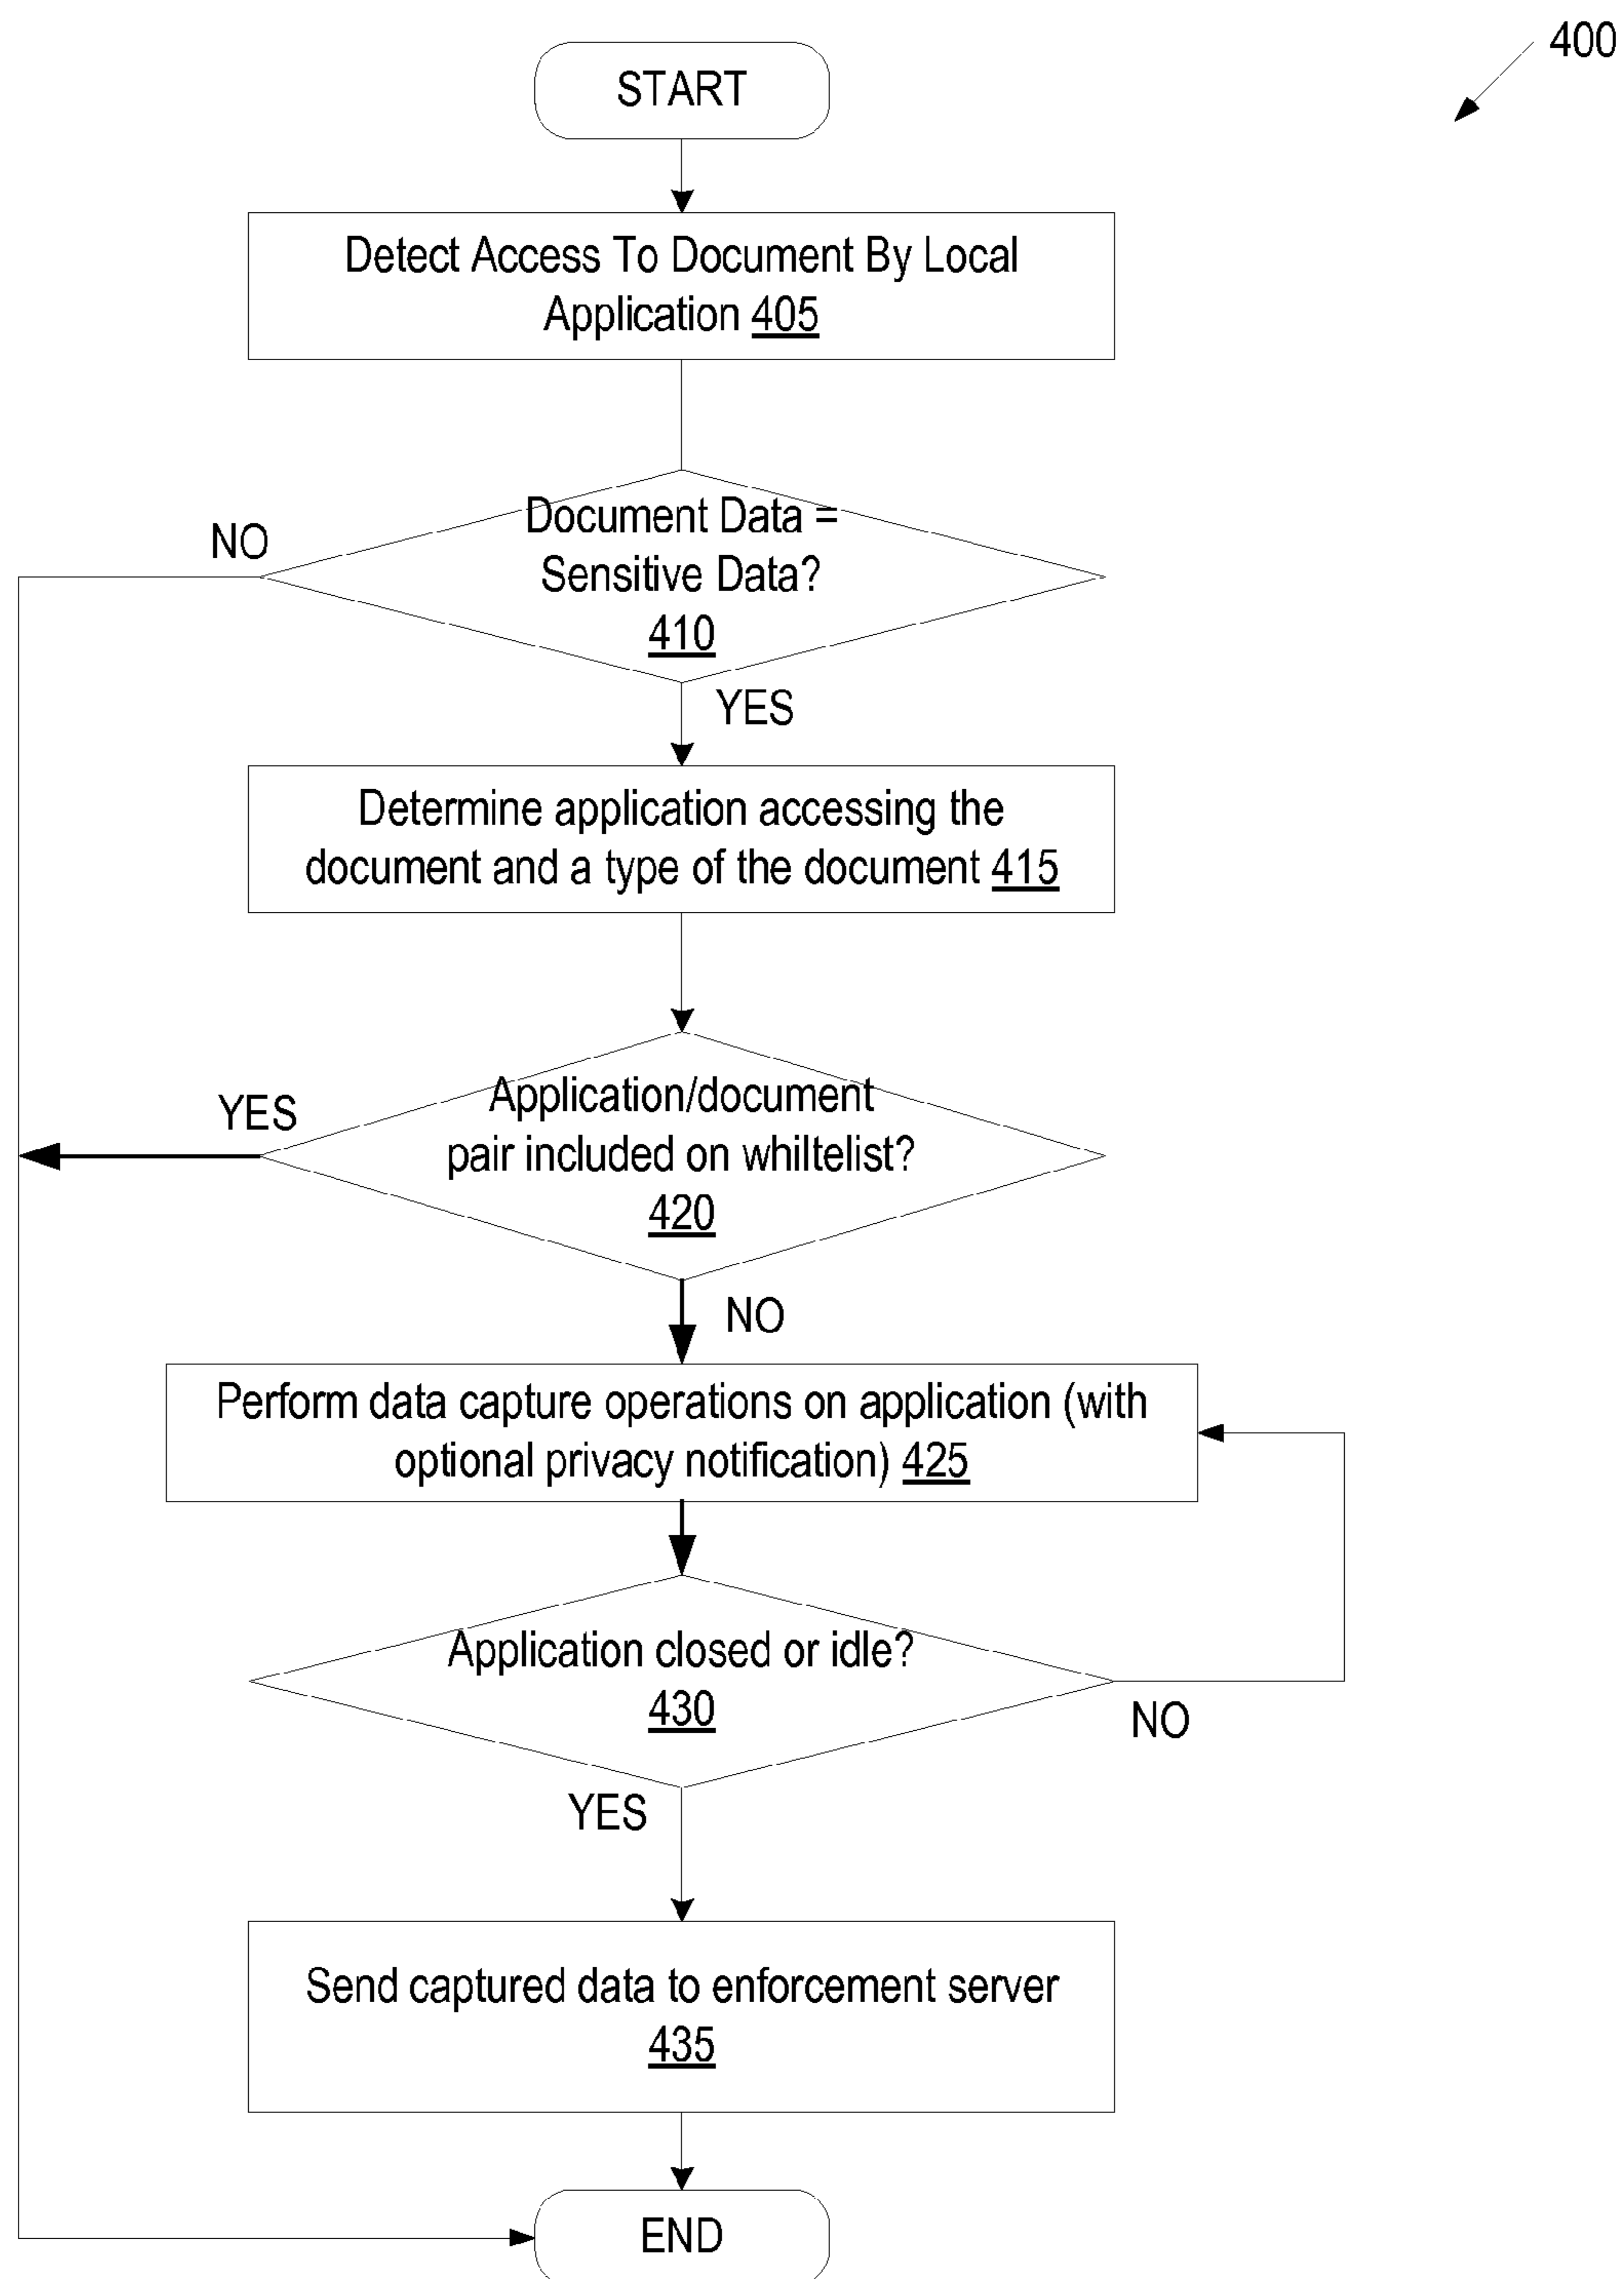 400
START
Detect Access To Document By Local
Application 405
Document Data =
Sensitive Data?
410
NO
YES
Determine application accessing the
document and a type of the document 415
Application/document
pair included on whiltelist?
420
YES
NO
Perform data capture operations on application (with
optional privacy notification) 425
Application closed or idle?
430
NO
YES
Send captured data to enforcement server
435
END